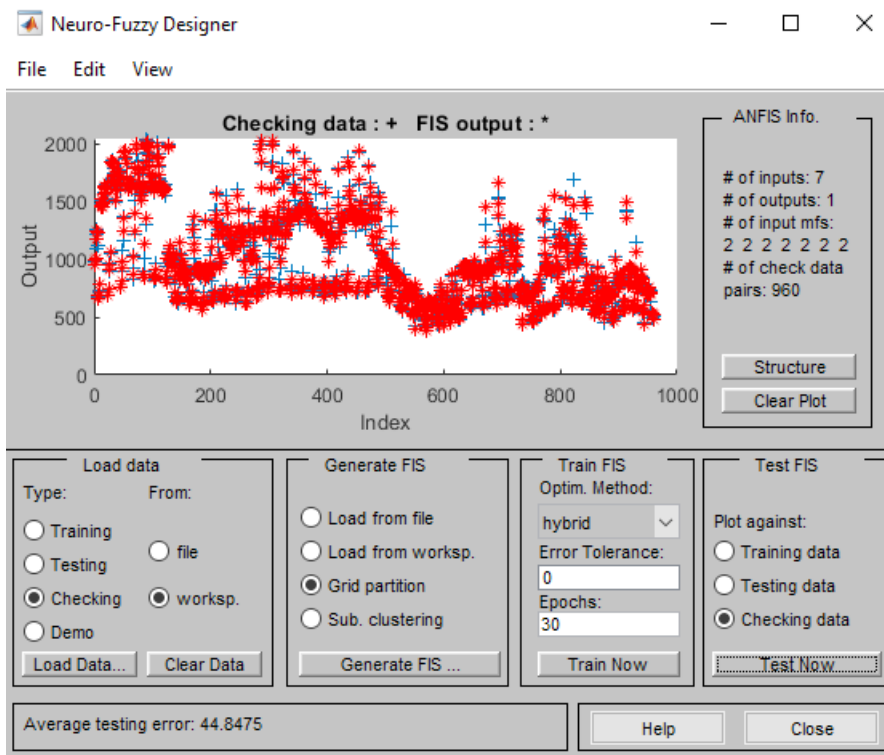 Neuro-Fuzzy Designer
File Edit View
Checking data : + FIS output : *
2000
1500
1000
500
0
Output
0 200 400 600 800 1000
Index
ANFIS Info.
# of inputs: 7
# of outputs: 1
# of input mfs:
2 2 2 2 2 2 2
# of check data
pairs: 960
Structure
Clear Plot
Load data
Type: From:
Training
Testing
Checking
Demo
file
worksp.
Load Data... Clear Data
Generate FIS
Load from file
Load from worksp.
Grid partition
Sub. clustering
Generate FIS ...
Train FIS
Optim. Method:
hybrid
Error Tolerance:
0
Epochs:
30
Train Now
Test FIS
Plot against:
Training data
Testing data
Checking data
Test Now
Average testing error: 44.8475
Help Close